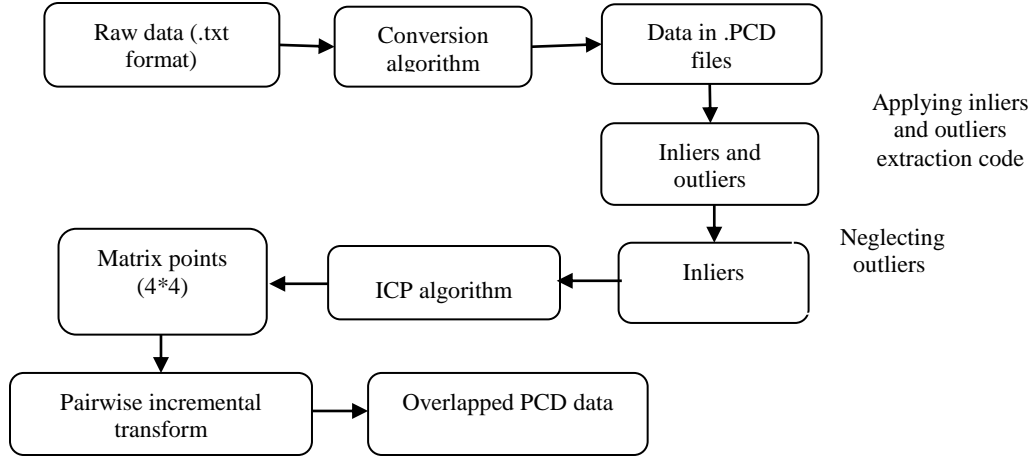 Raw data (.txt
format)
Conversion
algorithm
Data in .PCD
files
Applying inliers
and outliers
extraction code
Inliers and
outliers
Neglecting
outliers
Inliers
ICP algorithm
Matrix points
(4*4)
Pairwise incremental
transform
Overlapped PCD data